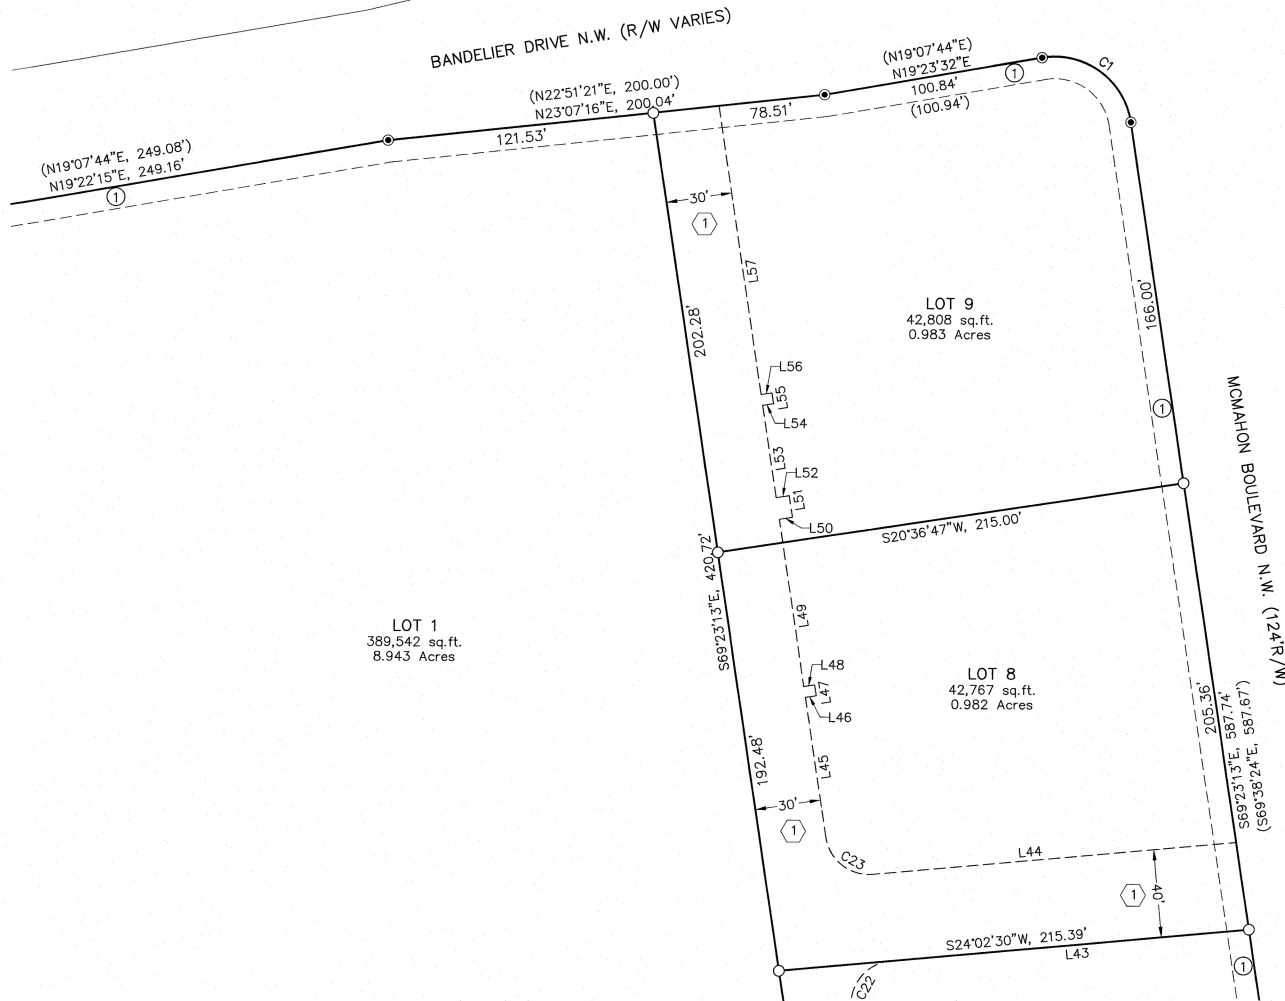 BANDELIER DRIVE N.W. (R/W VARIES)
(N19°07'44"E)
N19°23'32"E
100.84'
(100.94')
1
C1
(N22°51'21"E, 200.00')
N23°07'16"E, 200.04'
78.51'
121.53'
(N19°07'44"E, 249.08')
N19°22'15"E, 249.16'
1
30'
1
L57
202.28'
LOT 9
42,808 sq.ft.
0.983 Acres
166.00'
L56
L55
L54
1
MCMAHON BOULEVARD N.W. (124'R/W)
L53
L52
L51
L50
S20°36'47"W, 215.00'
S69°23'13"E, 420.72'
LOT 1
389,542 sq.ft.
8.943 Acres
L49
L48
L47
L46
LOT 8
42,767 sq.ft.
0.982 Acres
205.36'
S69°23'13"E, 587.74'
(S69°38'24"E, 587.67')
192.48'
L45
30'
1
C23
L44
1
40'
S24°02'30"W, 215.39'
L43
C22
1